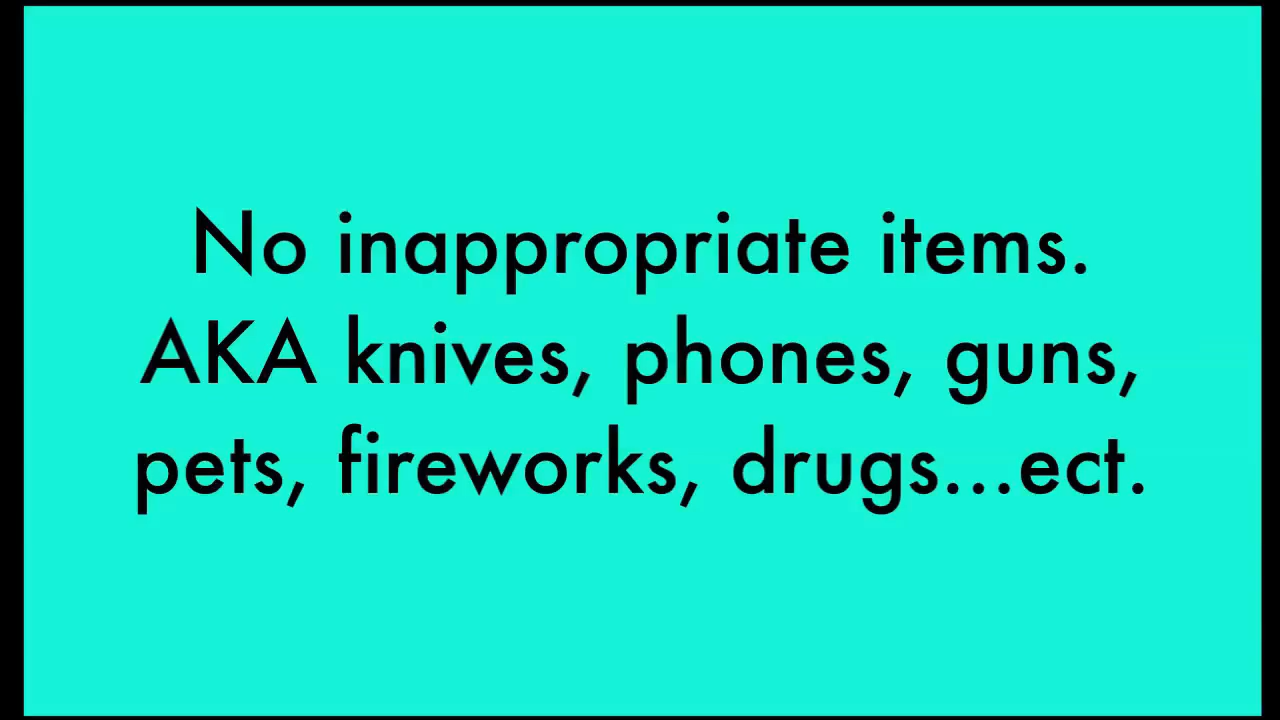 No inappropriate items.
AKA knives, phones, guns,
pets, fireworks, drugs...ect.